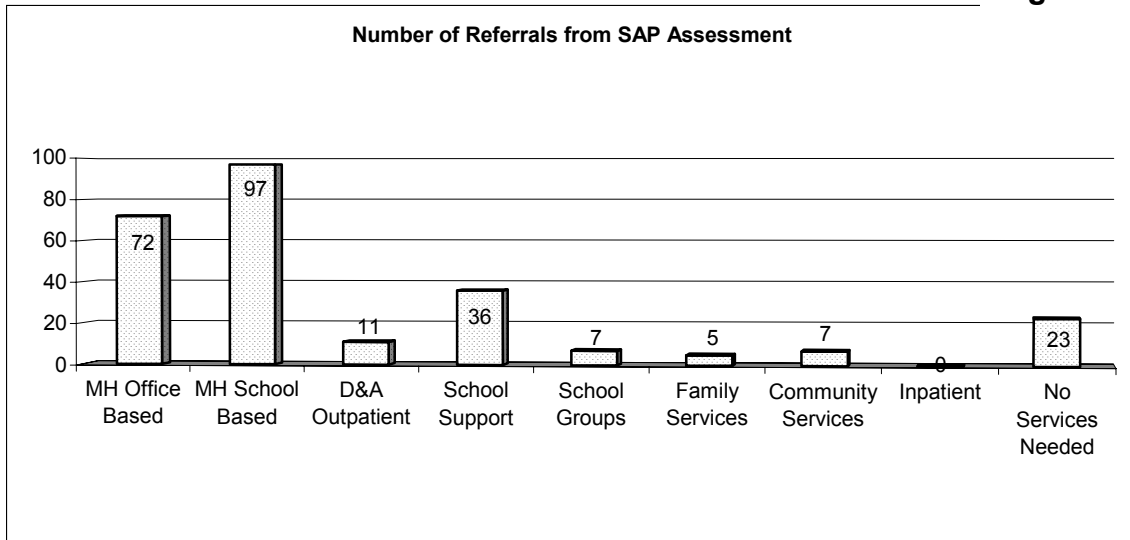 Number of Referrals from SAP Assessment
100
80
60
40
20
0
72
97
11
36
7
5
7
0
23
MH Office Based
MH School Based
D&A Outpatient
School Support
School Groups
Family Services
Community Services
Inpatient
No Services Needed